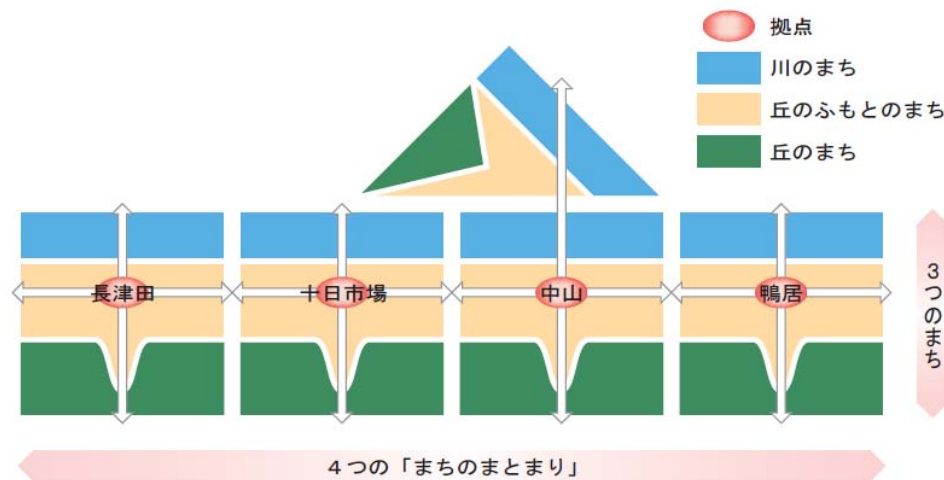 拠点
川のまち
丘のふもとのまち
丘のまち
長津田
十日市場
中山
鴨居
3つのまち
4つの「まちのまとまり」